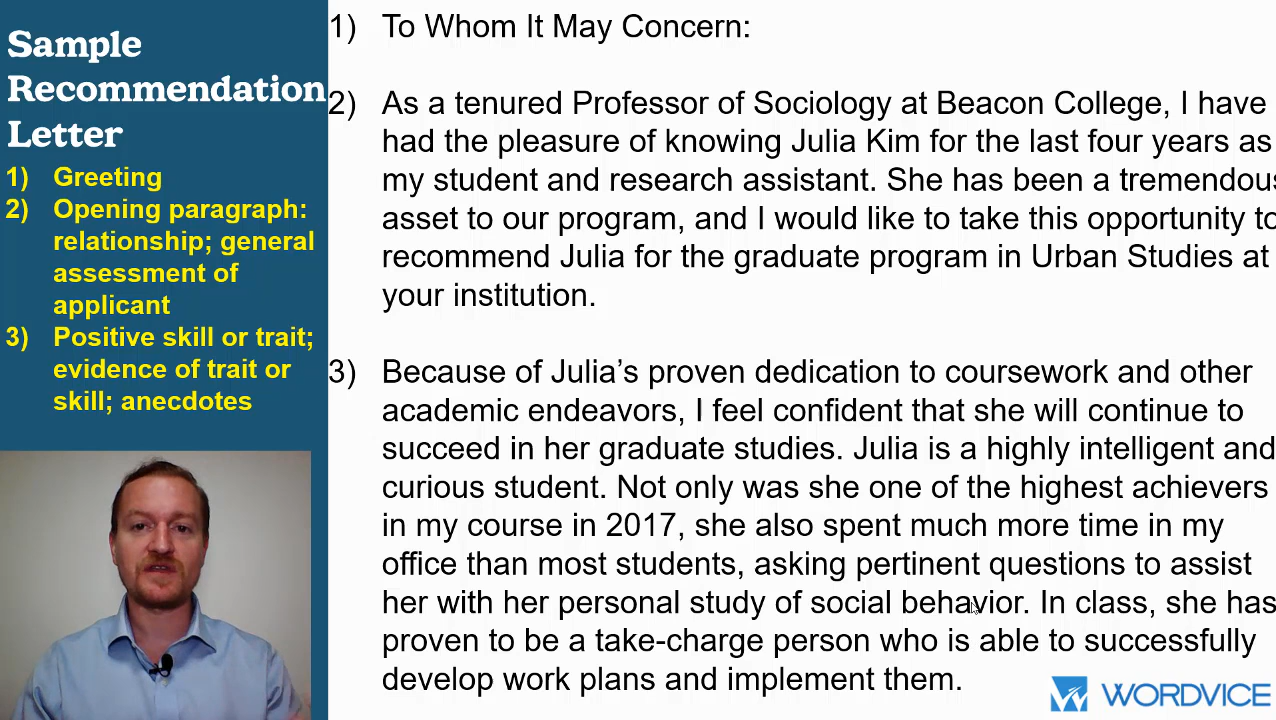 Sample
Recommendation
Letter
1) Greeting
2) Opening paragraph:
relationship; general
assessment of
applicant
3) Positive skill or trait;
evidence of trait or
skill; anecdotes
1) To Whom It May Concern:
2) As a tenured Professor of Sociology at Beacon College, I have
had the pleasure of knowing Julia Kim for the last four years as
my student and research assistant. She has been a tremendous
asset to our program, and I would like to take this opportunity to
recommend Julia for the graduate program in Urban Studies at
your institution.
3) Because of Julia’s proven dedication to coursework and other
academic endeavors, I feel confident that she will continue to
succeed in her graduate studies. Julia is a highly intelligent and
curious student. Not only was she one of the highest achievers
in my course in 2017, she also spent much more time in my
office than most students, asking pertinent questions to assist
her with her personal study of social behavior. In class, she has
proven to be a take-charge person who is able to successfully
develop work plans and implement them.
WORDVICE